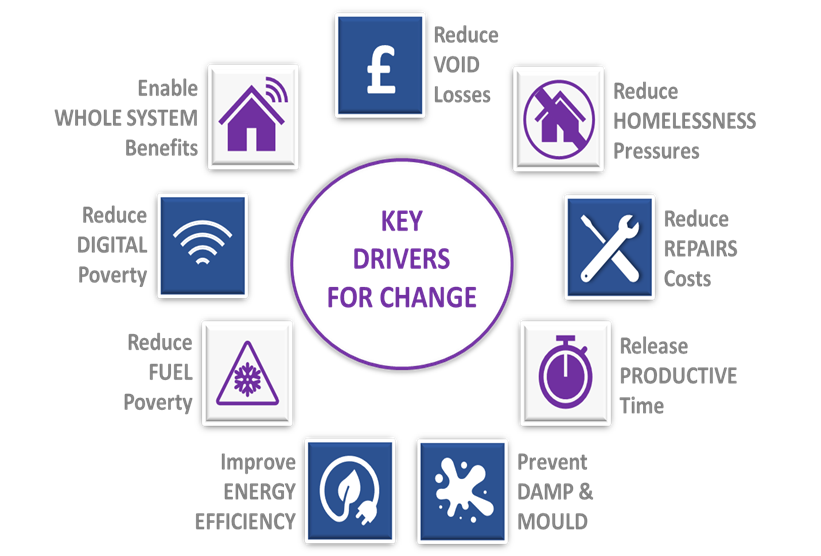 Reduce
VOID
Losses
£
Reduce
HOMELESSNESS
Pressures
Reduce
REPAIRS
Costs
Release
PRODUCTIVE
Time
Prevent
DAMP &
MOULD
Improve
ENERGY
EFFICIENCY
Reduce
FUEL
Poverty
Reduce
DIGITAL
Poverty
Enable
WHOLE SYSTEM
Benefits
KEY
DRIVERS
FOR CHANGE